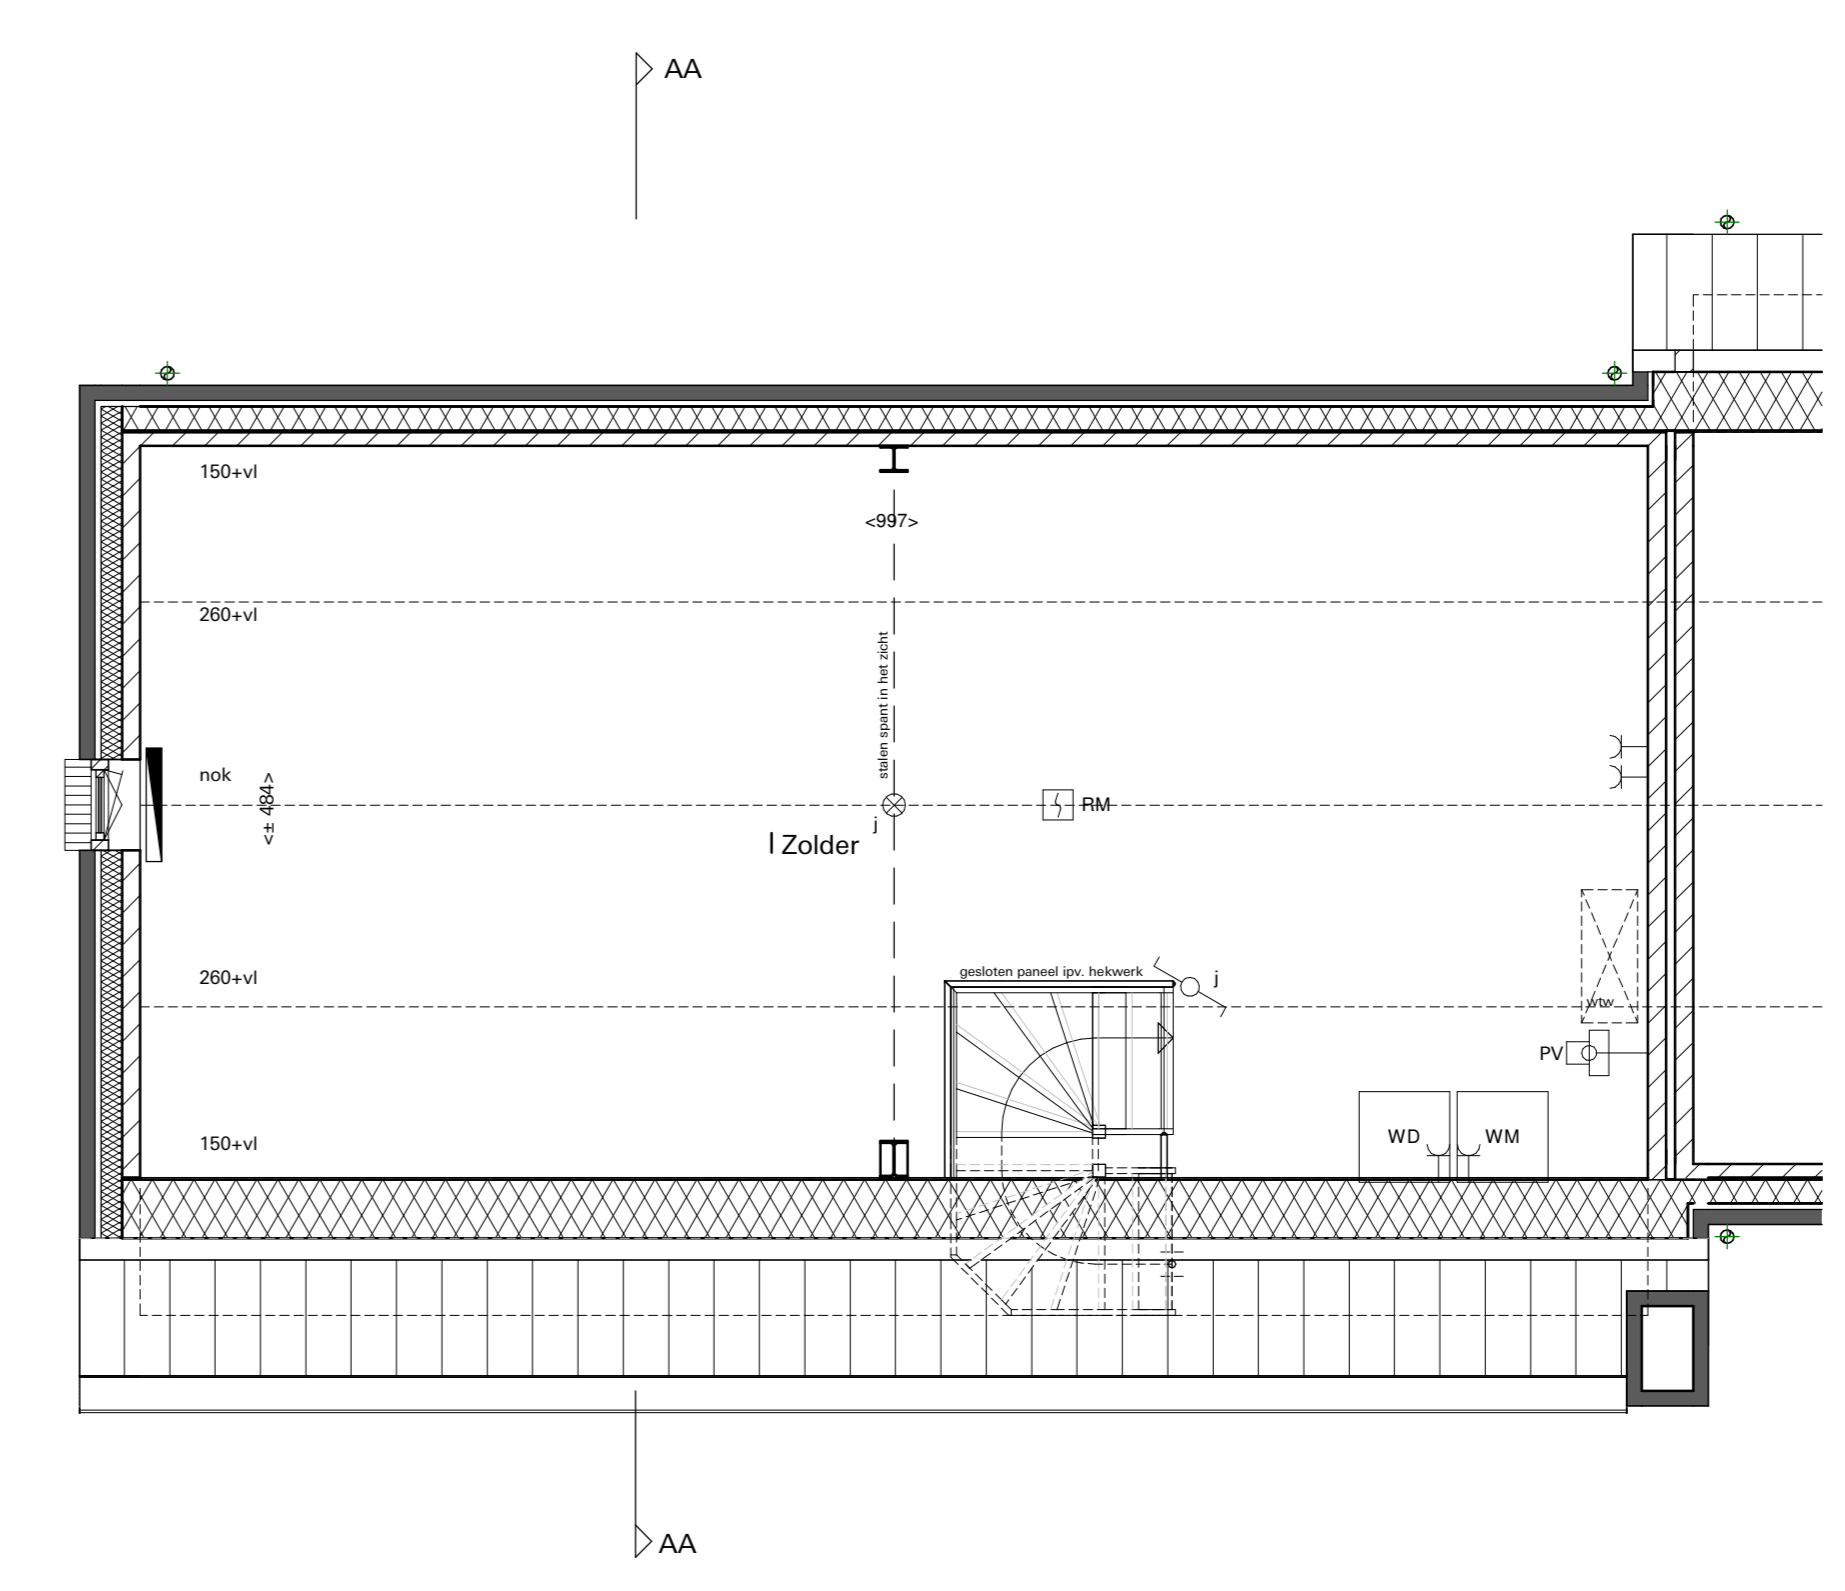 AA
150+vl
<997>
260+vl
stalen spant in het zicht
nok
<± 484>
RM
j
I Zolder
260+vl
gesloten paneel ipv. hekwerk
j
wtw
PV
150+vl
WD
WM
AA